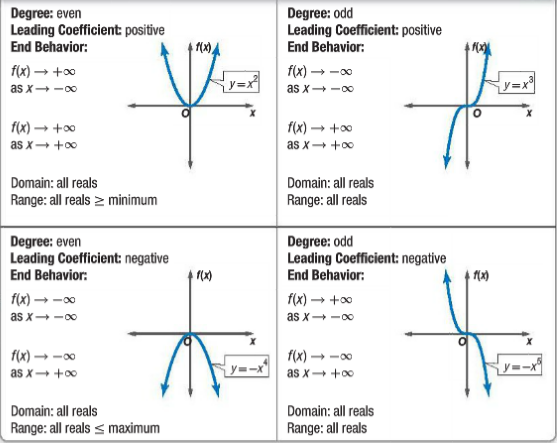 Degree: even
Leading Coefficient: positive
End Behavior:
f(x)
f(x) → +∞
as x → −∞
y = x²
O
x
f(x) → +∞
as x → +∞
Domain: all reals
Range: all reals ≥ minimum
Degree: odd
Leading Coefficient: positive
End Behavior:
f(x)
f(x) → −∞
as x → −∞
y = x³
O
x
f(x) → +∞
as x → +∞
Domain: all reals
Range: all reals
Degree: even
Leading Coefficient: negative
End Behavior:
f(x)
f(x) → −∞
as x → −∞
O
x
f(x) → −∞
as x → +∞
y = −x⁴
Domain: all reals
Range: all reals ≤ maximum
Degree: odd
Leading Coefficient: negative
End Behavior:
f(x)
f(x) → +∞
as x → −∞
O
x
f(x) → −∞
as x → +∞
y = −x⁵
Domain: all reals
Range: all reals